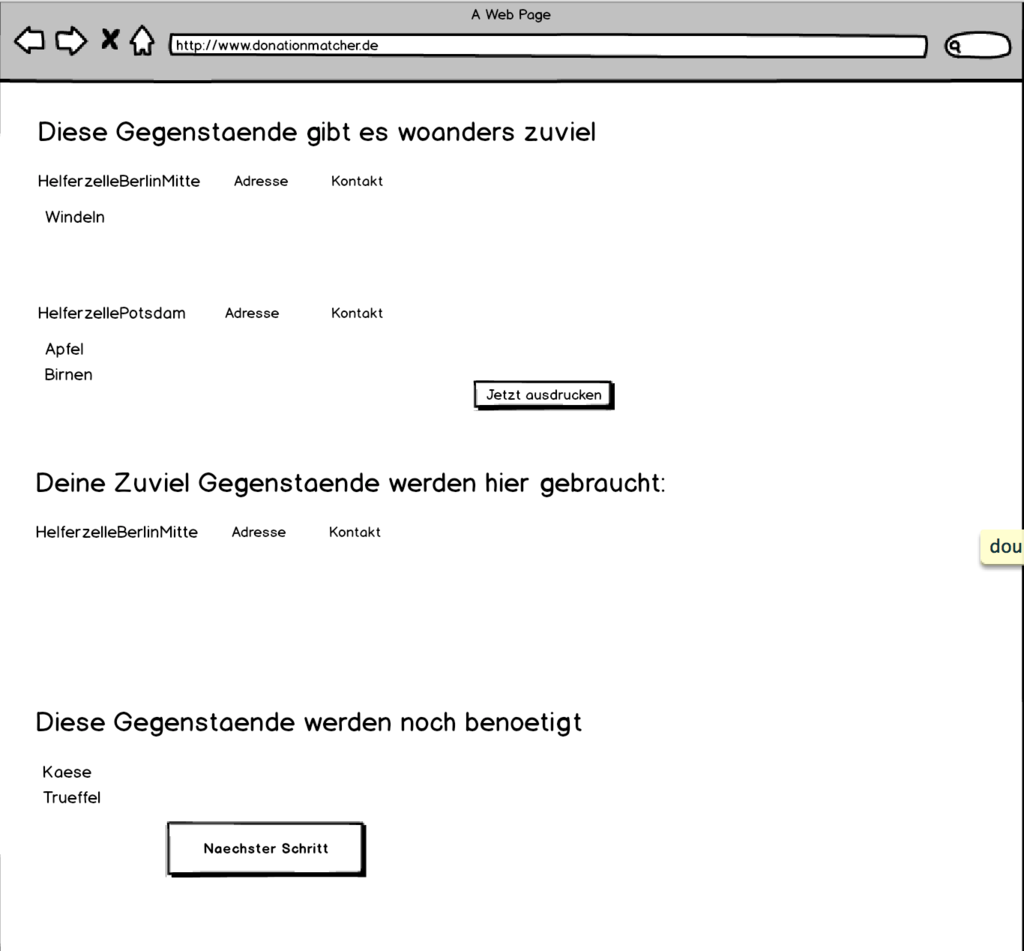 A Web Page
http://www.donationmatcher.de
Diese Gegenstaende gibt es woanders zuviel
HelferzelleBerlinMitte Adresse Kontakt
Windeln
HelferzellePotsdam Adresse Kontakt
Apfel
Birnen
Jetzt ausdrucken
Deine Zuviel Gegenstaende werden hier gebraucht:
HelferzelleBerlinMitte Adresse Kontakt
dou
Diese Gegenstaende werden noch benoetigt
Kaese
Trueffel
Naechster Schritt